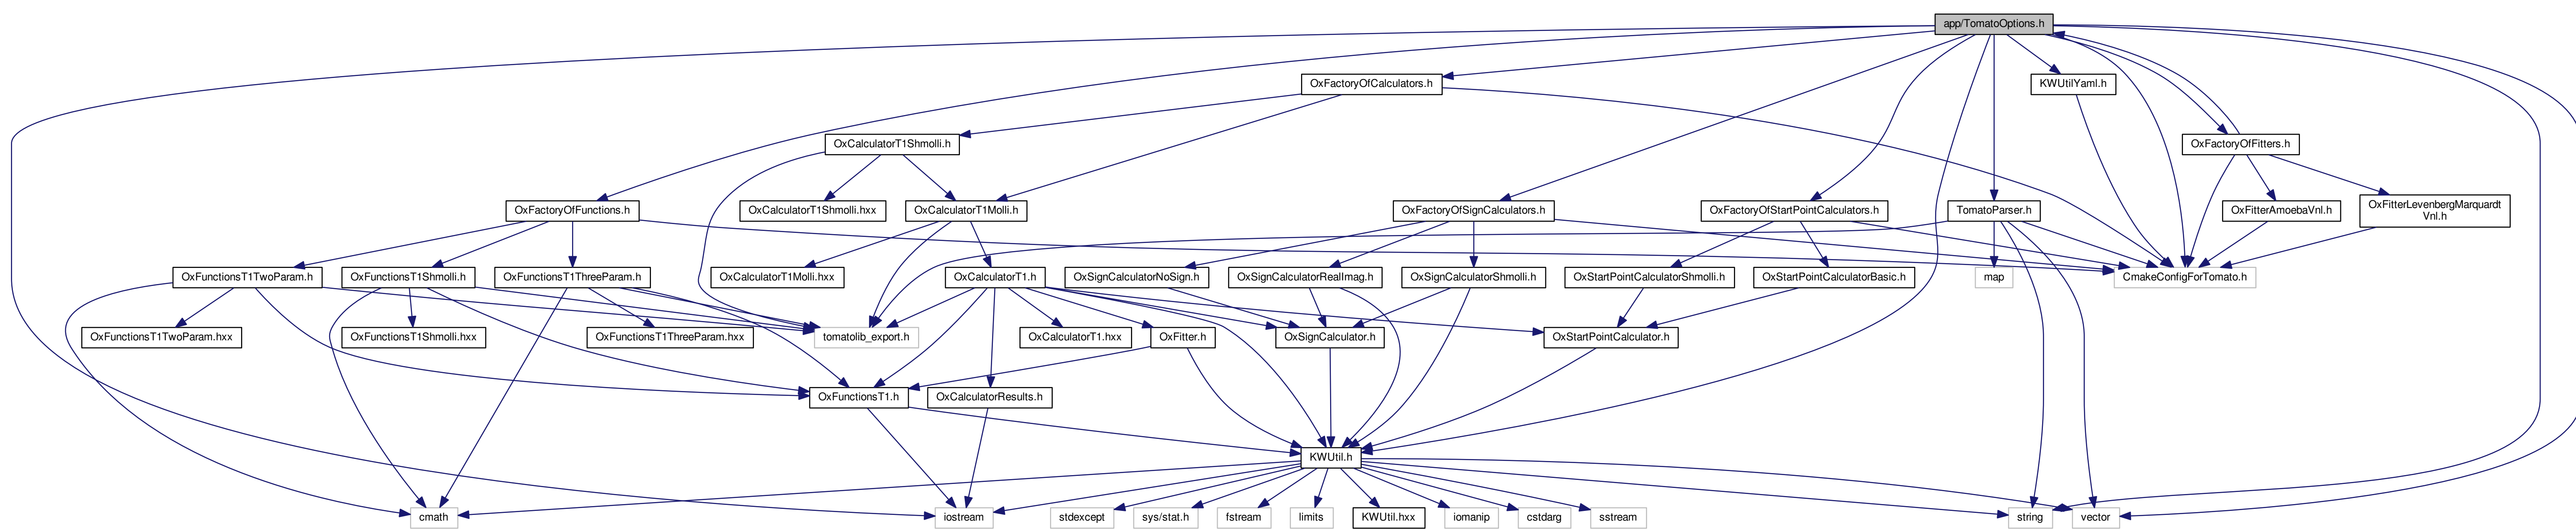 app/TomatoOptions.h
OxFactoryOfCalculators.h
KWUtilYaml.h
OxCalculatorT1Shmolli.h
OxFactoryOfFitters.h
OxFactoryOfFunctions.h
OxCalculatorT1Shmolli.hxx
OxCalculatorT1Molli.h
OxFactoryOfSignCalculators.h
OxFactoryOfStartPointCalculators.h
TomatoParser.h
OxFitterAmoebaVnl.h
OxFitterLevenbergMarquardt
Vnl.h
OxFunctionsT1TwoParam.h
OxFunctionsT1Shmolli.h
OxFunctionsT1ThreeParam.h
OxCalculatorT1Molli.hxx
OxCalculatorT1.h
OxSignCalculatorNoSign.h
OxSignCalculatorRealImag.h
OxSignCalculatorShmolli.h
OxStartPointCalculatorShmolli.h
OxStartPointCalculatorBasic.h
map
CmakeConfigForTomato.h
OxFunctionsT1TwoParam.hxx
OxFunctionsT1Shmolli.hxx
OxFunctionsT1ThreeParam.hxx
tomatolib_export.h
OxCalculatorT1.hxx
OxFitter.h
OxSignCalculator.h
OxStartPointCalculator.h
OxFunctionsT1.h
OxCalculatorResults.h
KWUtil.h
cmath
iostream
stdexcept
sys/stat.h
fstream
limits
KWUtil.hxx
iomanip
cstdarg
sstream
string
vector